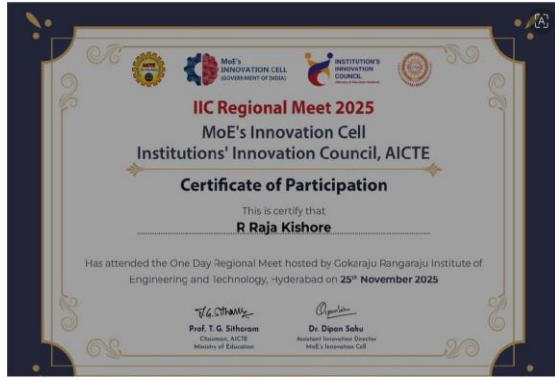 AICTE
MoE's
INNOVATION CELL
(GOVERNMENT OF INDIA)
INSTITUTION'S
INNOVATION
COUNCIL
IIC Regional Meet 2025
MoE's Innovation Cell
Institutions' Innovation Council, AICTE
Certificate of Participation
This is certify that
R Raja Kishore
Has attended the One Day Regional Meet hosted by Gokaraju Rangaraju Institute of
Engineering and Technology, Hyderabad on 25th November 2025
Prof. T. G. Sitharam
Chairman, AICTE
Ministry of Education
Dr. Dipan Sahu
Assistant Innovation Director
MoE's Innovation Cell